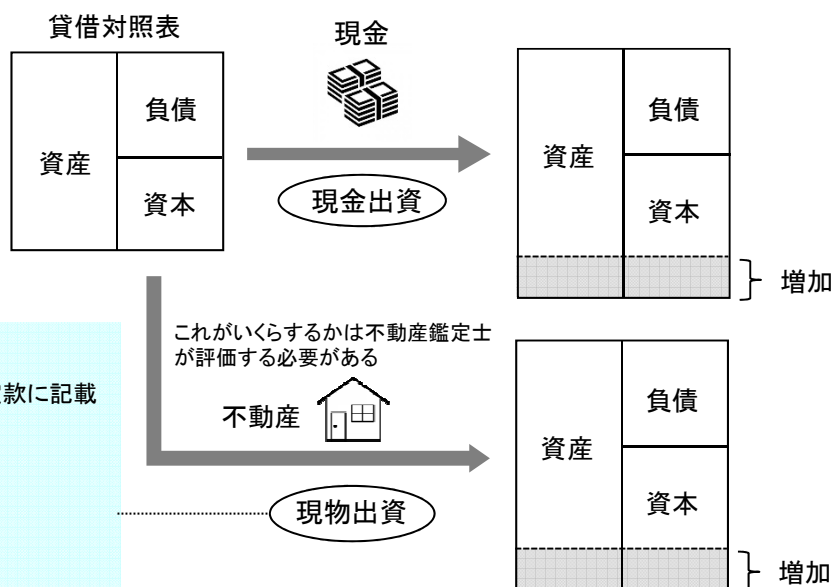 貸借対照表
資産
負債
資本
現金
現金出資
資産
負債
資本
増加
これがいくらするかは不動産鑑定士
が評価する必要がある
不動産
現物出資
款に記載
資産
負債
資本
増加